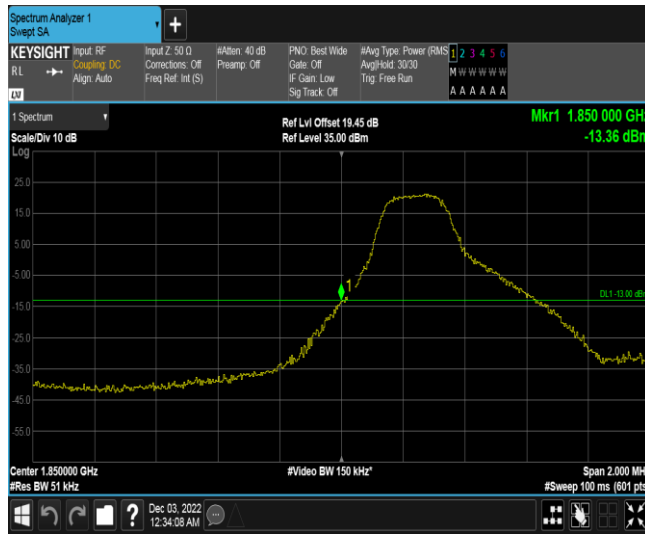 Spectrum Analyzer 1
Swept SA
+
KEYSIGHT
RL
LXI
Input: RF
Coupling: DC
Align: Auto
Input Z: 50 Ω
Corrections: Off
Freq Ref: Int (S)
#Atten: 40 dB
Preamp: Off
PNO: Best Wide
Gate: Off
IF Gain: Low
Sig Track: Off
#Avg Type: Power (RMS
Avg|Hold: 30/30
Trig: Free Run
1 2 3 4 5 6
M W W W W W
A A A A A A
1 Spectrum
Scale/Div 10 dB
Log
Ref Lvl Offset 19.45 dB
Ref Level 35.00 dBm
Mkr1 1.850 000 GH
-13.36 dBm
25.0
15.0
5.00
-5.00
-15.0
-25.0
-35.0
-45.0
-55.0
1
DL1 -13.00 dB
Center 1.850000 GHz
#Res BW 51 kHz
#Video BW 150 kHz*
Span 2.000 MH
#Sweep 100 ms (601 pts
?
Dec 03, 2022
12:34:08 AM